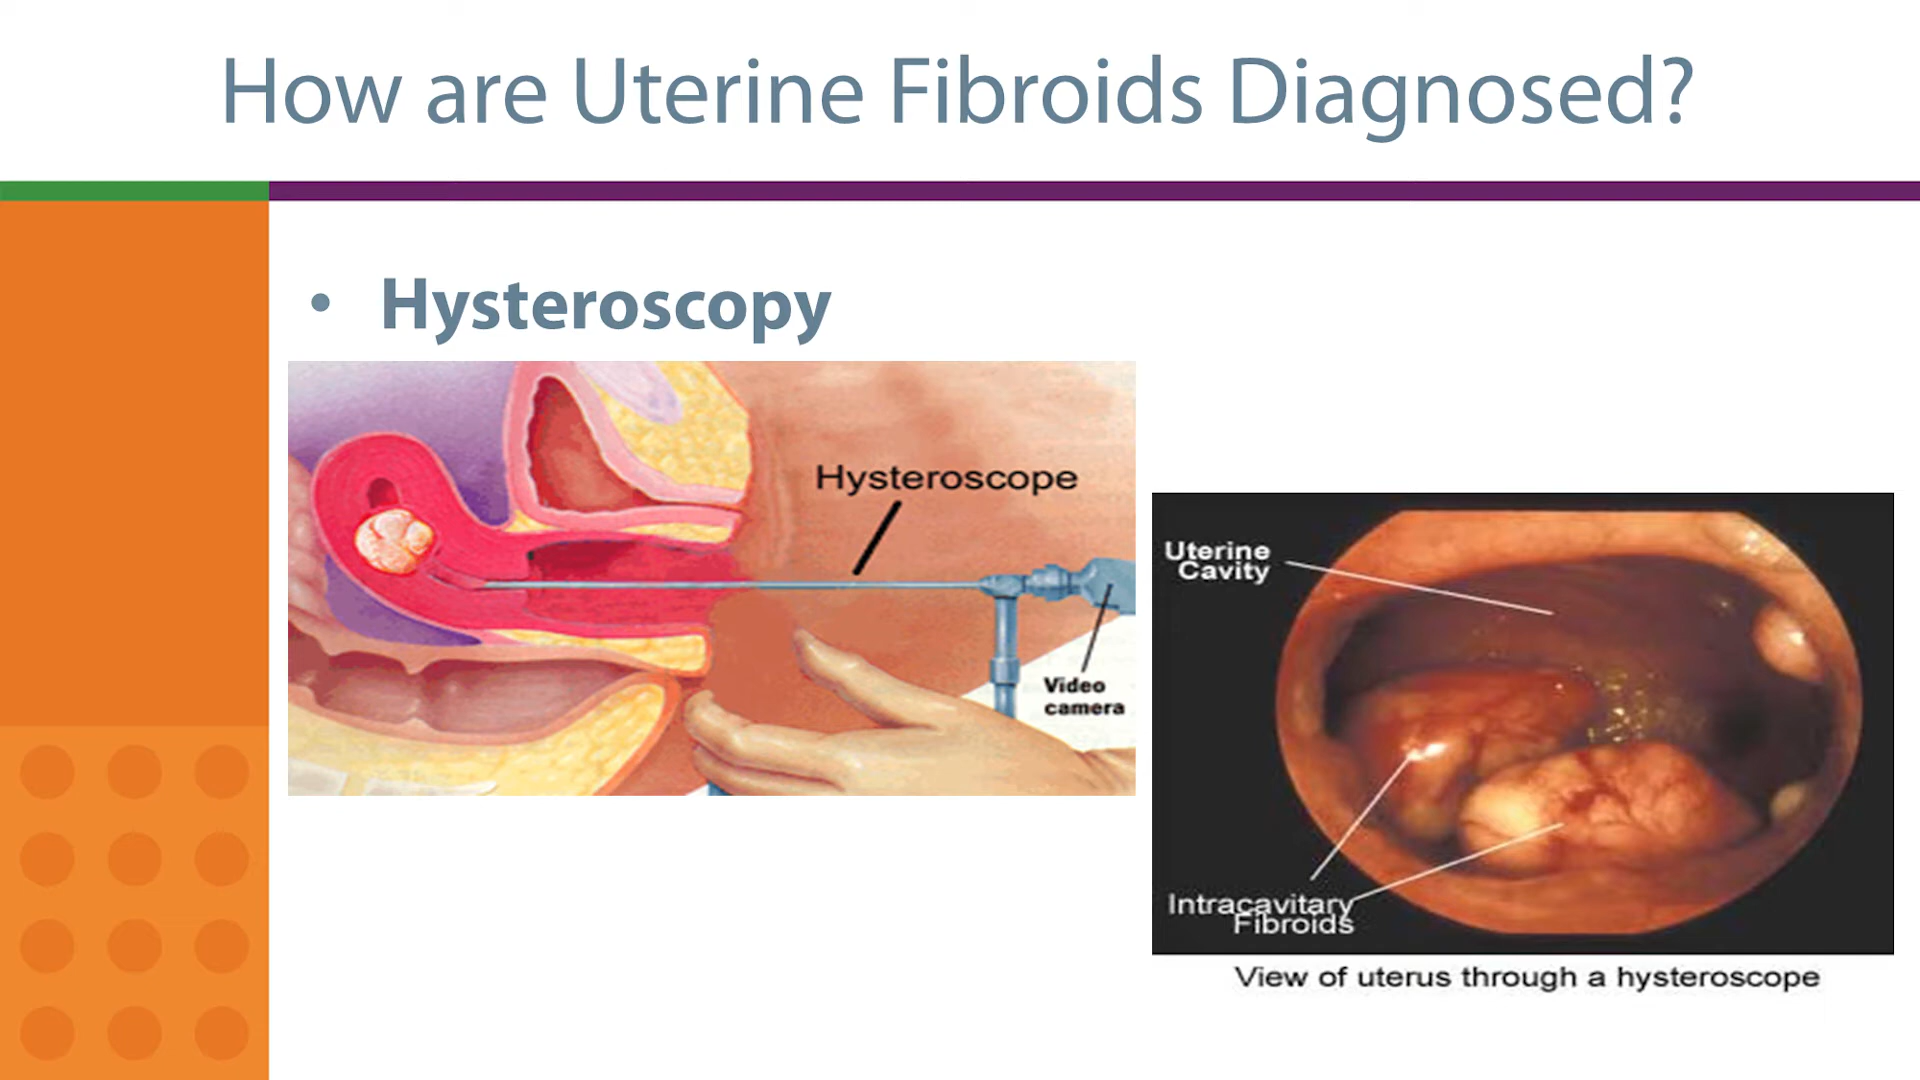 How are Uterine Fibroids Diagnosed?
• Hysteroscopy
Hysteroscope
Video
camera
Uterine
Cavity
Intracavitary
Fibroids
View of uterus through a hysteroscope